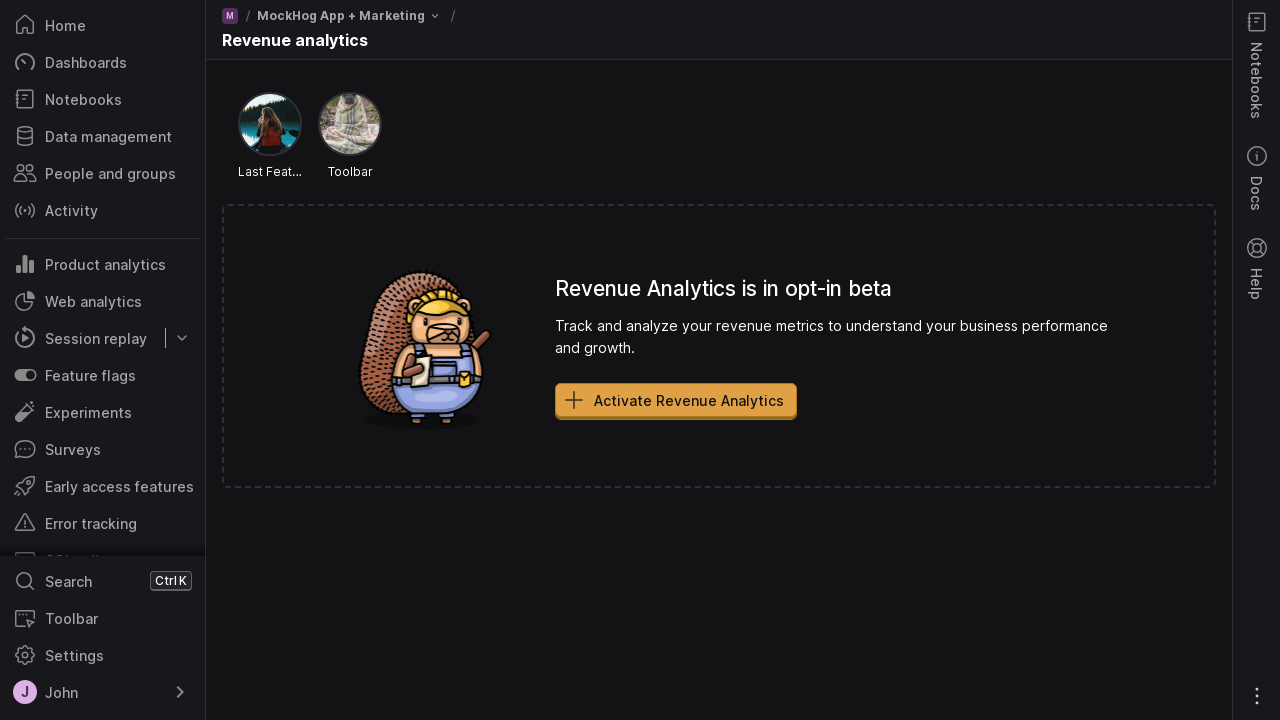 Home
Dashboards
Notebooks
Data management
People and groups
Activity
Product analytics
Web analytics
Session replay
Feature flags
Experiments
Surveys
Early access features
Error tracking
Search Ctrl K
Toolbar
Settings
J John
M / MockHog App + Marketing /
Revenue analytics
Last Feat...
Toolbar
Revenue Analytics is in opt-in beta
Track and analyze your revenue metrics to understand your business performance
and growth.
Activate Revenue Analytics
Notebooks
Docs
Help